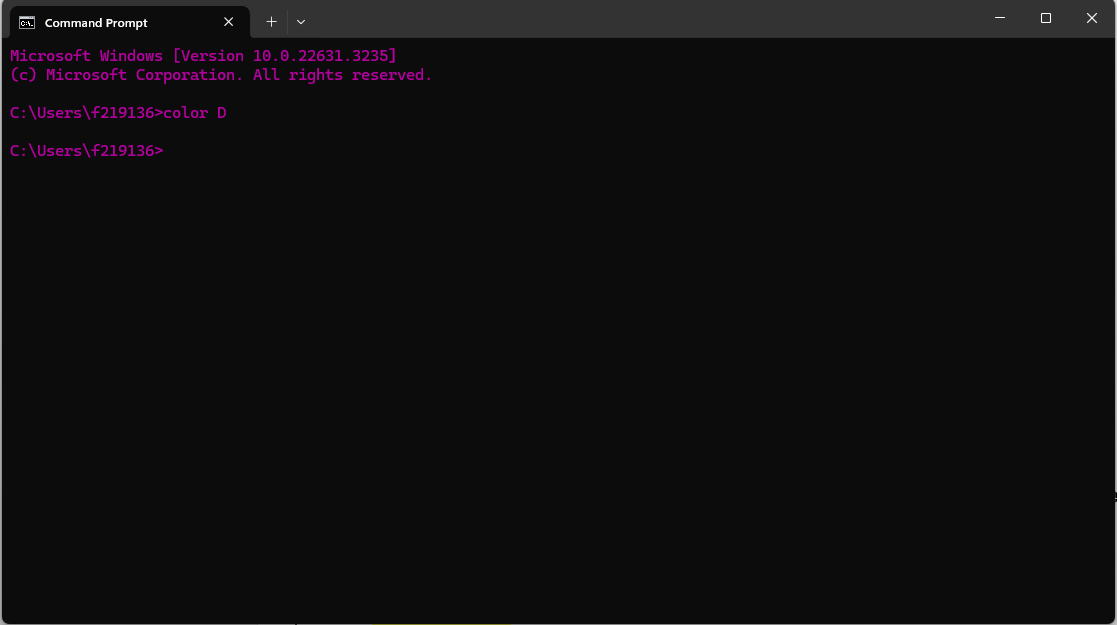 Command Prompt
Microsoft Windows [Version 10.0.22631.3235]
(c) Microsoft Corporation. All rights reserved.
C:\Users\f219136>color D
C:\Users\f219136>